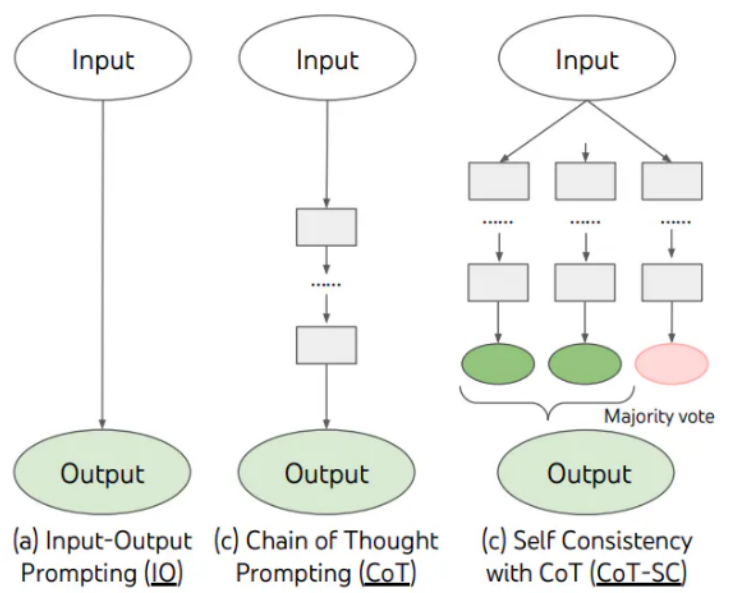 Input
Input
Input
......
......
......
......
Majority vote
Output
Output
Output
(a) Input-Output
Prompting (IO)
(c) Chain of Thought
Prompting (CoT)
(c) Self Consistency
with CoT (CoT-SC)